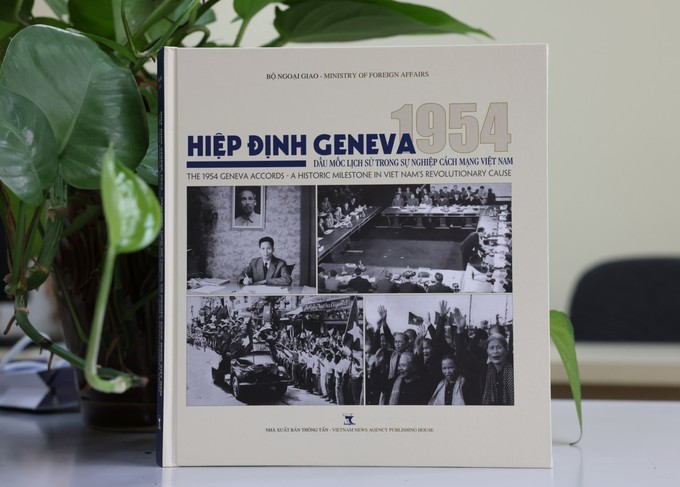 BỘ NGOẠI GIAO - MINISTRY OF FOREIGN AFFAIRS
1954
HIỆP ĐỊNH GENEVA
DẤU MỐC LỊCH SỬ TRONG SỰ NGHIỆP CÁCH MẠNG VIỆT NAM
THE 1954 GENEVA ACCORDS - A HISTORIC MILESTONE IN VIET NAM'S REVOLUTIONARY CAUSE
NHÀ XUẤT BẢN THÔNG TẤN - VIETNAM NEWS AGENCY PUBLISHING HOUSE